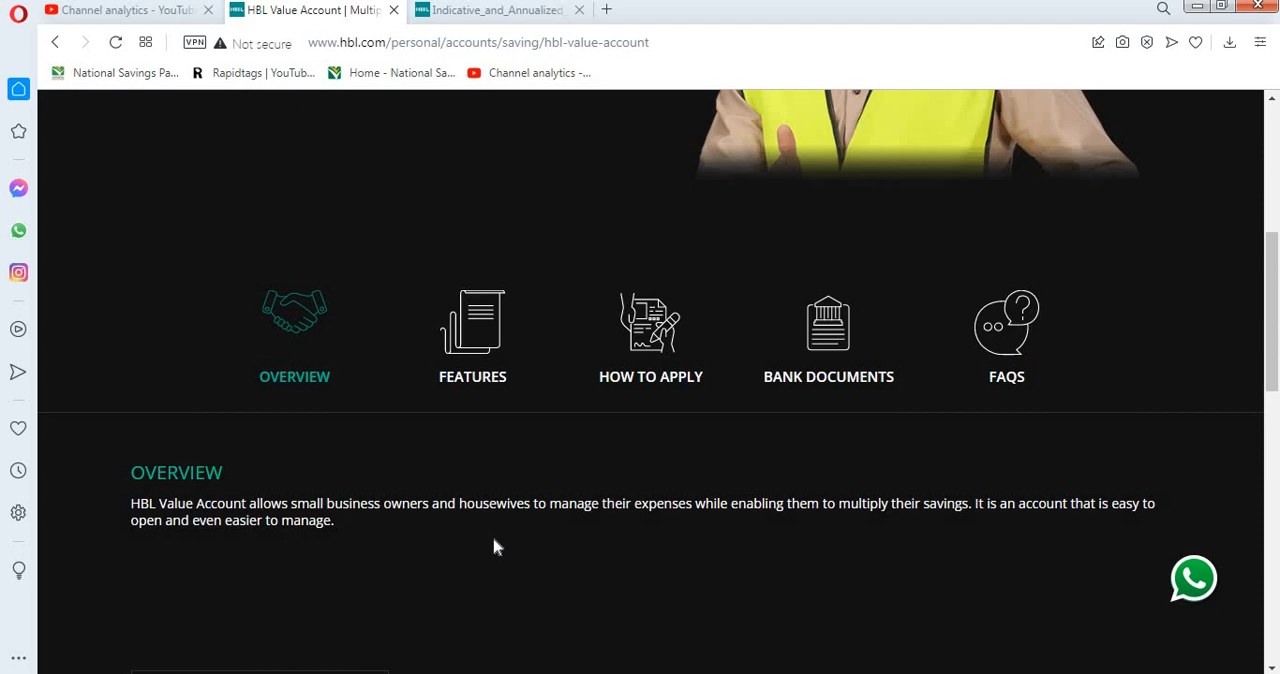 Channel analytics - YouTub
HBL HBL Value Account | Multip
HBL Indicative_and_Annualized
VPN Not secure www.hbl.com/personal/accounts/saving/hbl-value-account
National Savings Pa... R Rapidtags | YouTub... Home - National Sa... Channel analytics -...
OVERVIEW FEATURES HOW TO APPLY BANK DOCUMENTS FAQS
OVERVIEW
HBL Value Account allows small business owners and housewives to manage their expenses while enabling them to multiply their savings. It is an account that is easy to
open and even easier to manage.